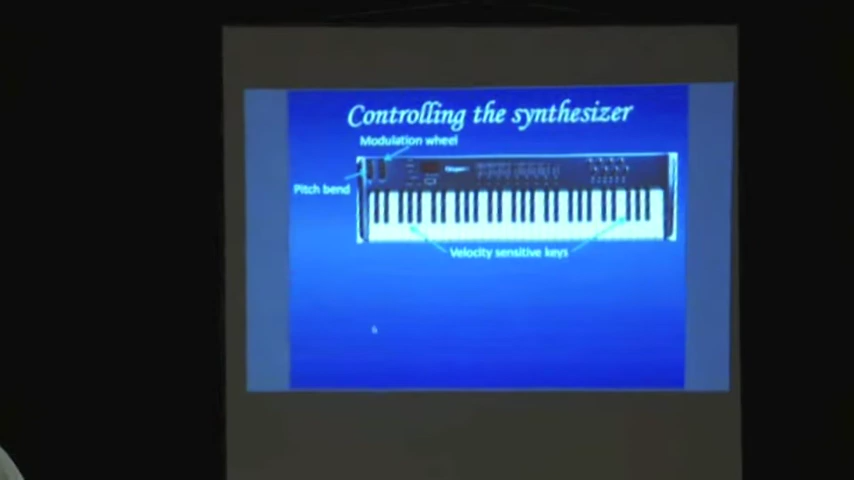 Controlling the synthesizer
Modulation wheel
Pitch bend
Velocity sensitive keys